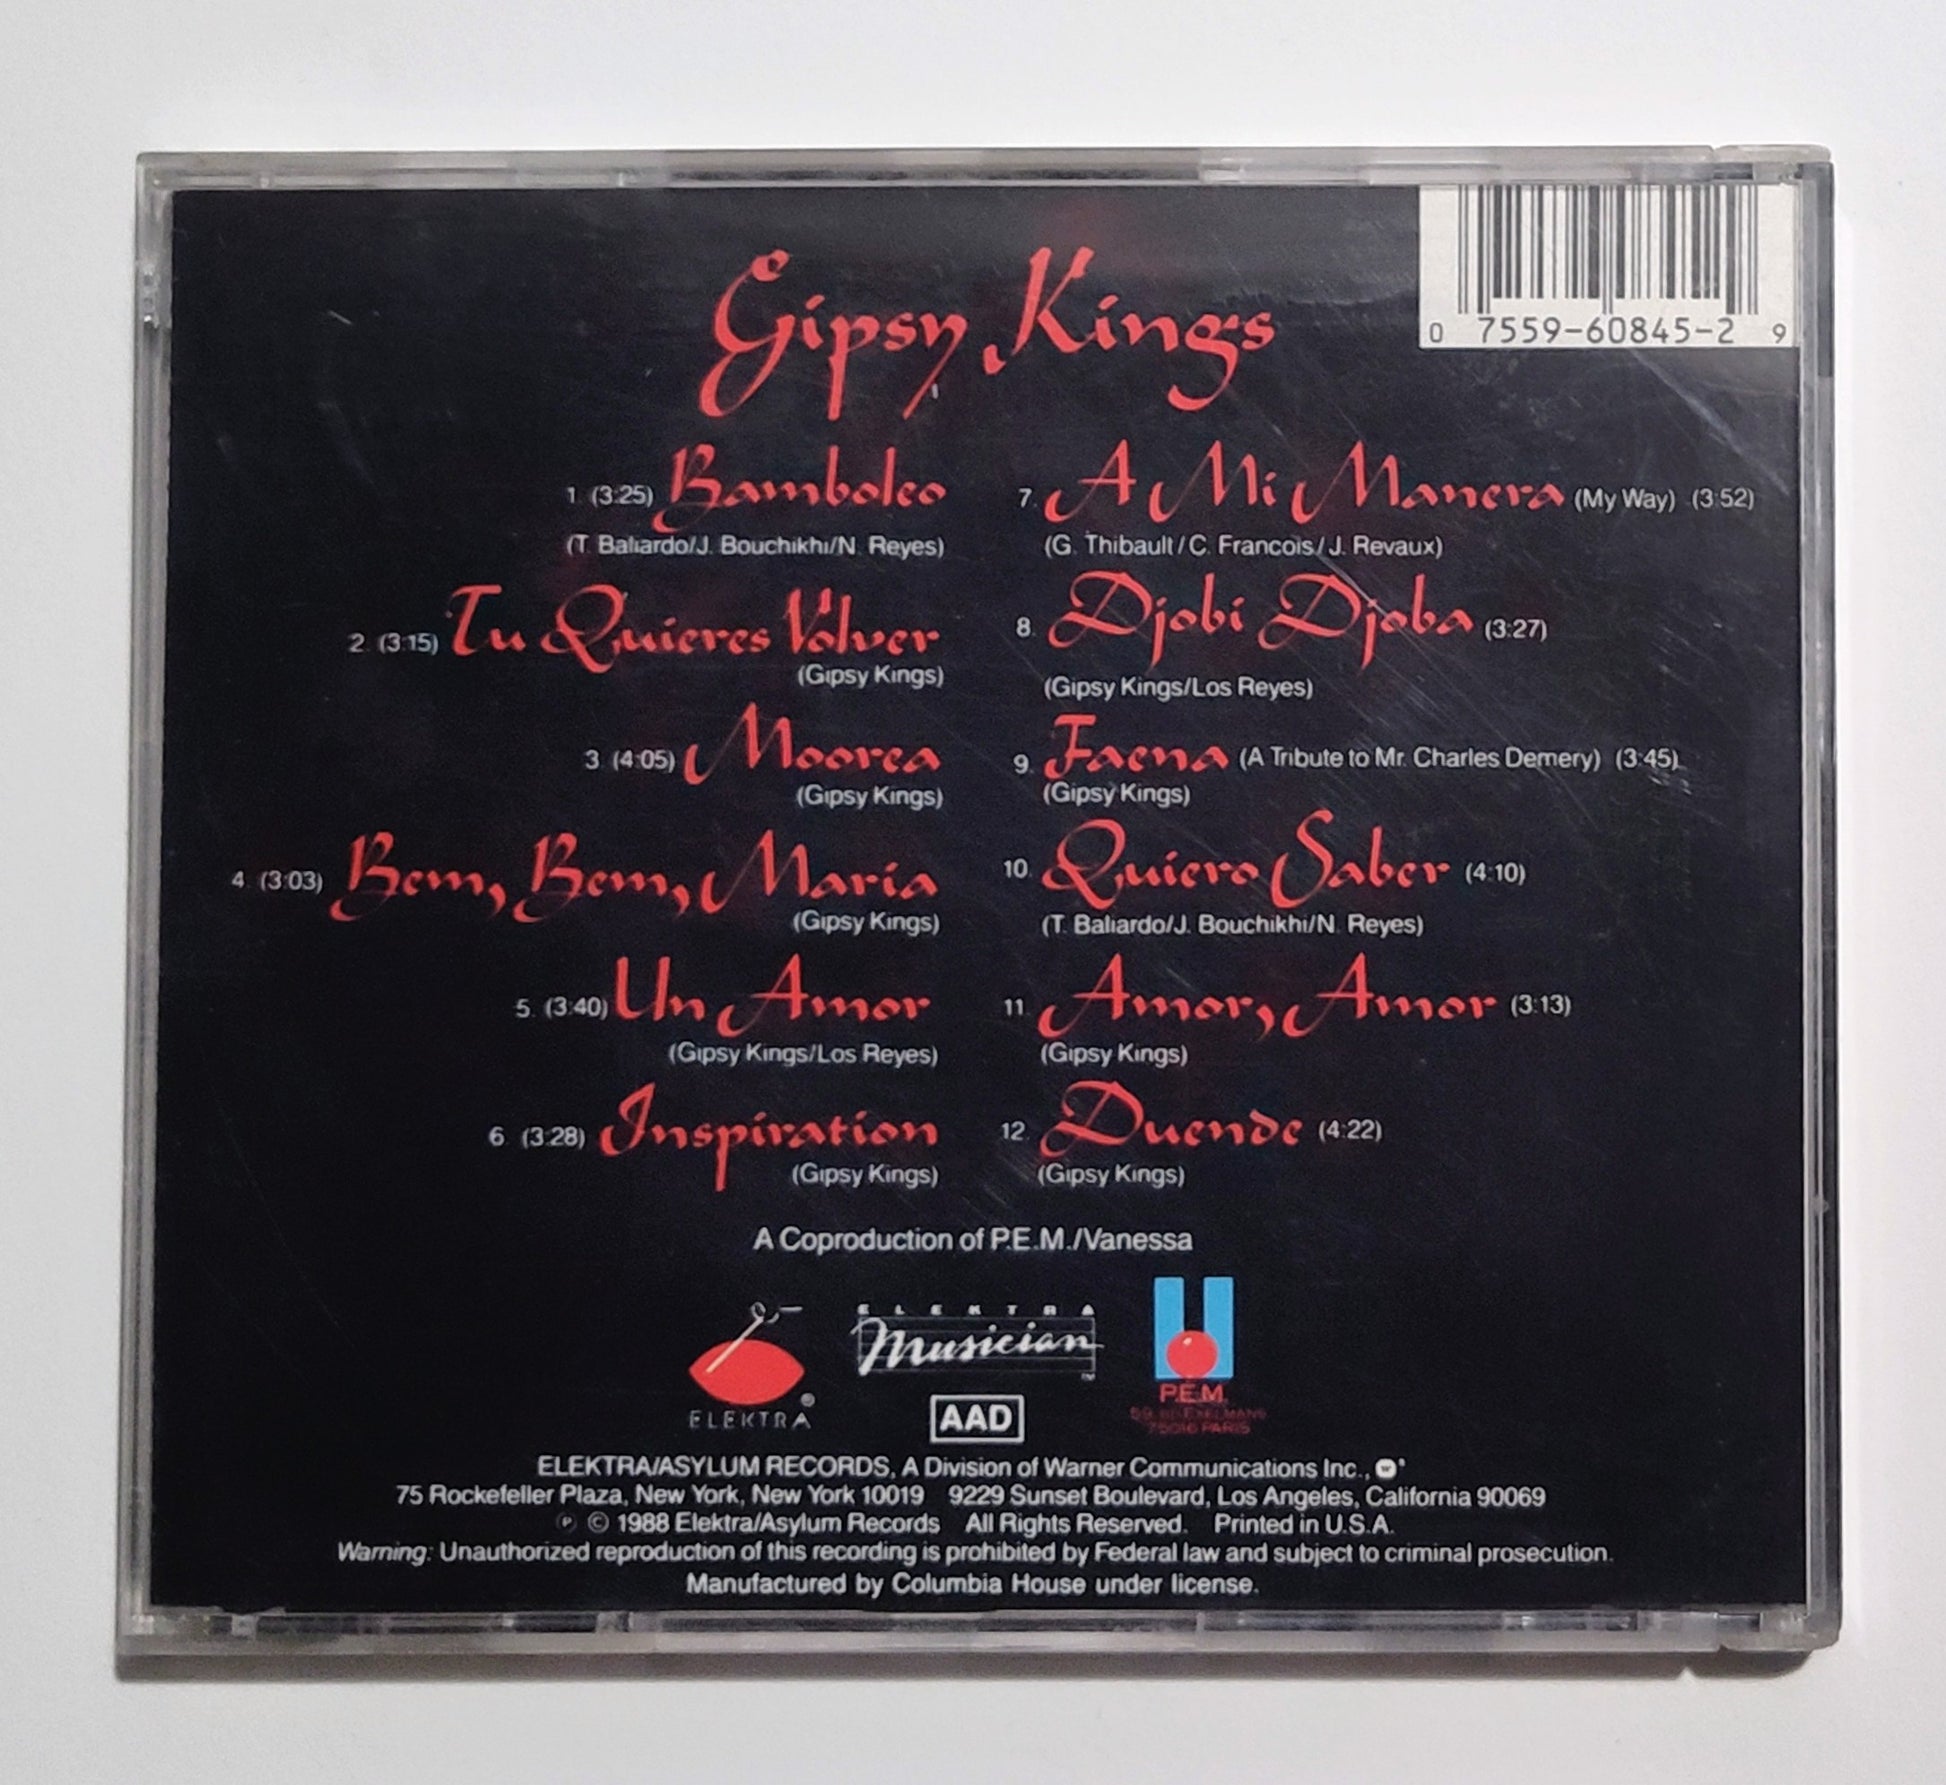 Gipsy Kings
0 7559-60845-2 9
1. (3:25) Bamboleo
(T. Baliardo/J. Bouchikhi/N. Reyes)
2. (3:15) Tu Quieres Volver
(Gipsy Kings)
3. (4:05) Moorea
(Gipsy Kings)
4. (3:03) Bem, Bem, Maria
(Gipsy Kings)
5. (3:40) Un Amor
(Gipsy Kings/Los Reyes)
6. (3:28) Inspiration
(Gipsy Kings)
7. A Mi Manera (My Way) (3:52)
(G. Thibault/C. Francois/J. Revaux)
8. Djobi Djoba (3:27)
(Gipsy Kings/Los Reyes)
9. Faena (A Tribute to Mr. Charles Demery) (3:45)
(Gipsy Kings)
10. Quiero Saber (4:10)
(T. Baliardo/J. Bouchikhi/N. Reyes)
11. Amor, Amor (3:13)
(Gipsy Kings)
12. Duende (4:22)
(Gipsy Kings)
A Coproduction of P.E.M./Vanessa
ELEKTRA
Musician
TM
®
ELEKTRA
AAD
P.E.M.
59, BD EXELMANS
75016 PARIS
ELEKTRA/ASYLUM RECORDS, A Division of Warner Communications Inc.,
75 Rockefeller Plaza, New York, New York 10019 9229 Sunset Boulevard, Los Angeles, California 90069
℗ © 1988 Elektra/Asylum Records All Rights Reserved. Printed in U.S.A.
Warning: Unauthorized reproduction of this recording is prohibited by Federal law and subject to criminal prosecution.
Manufactured by Columbia House under license.